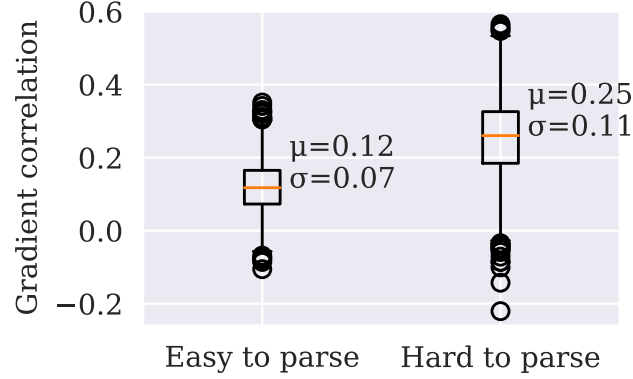 Gradient correlation
0.6
0.4
0.2
0.0
−0.2
μ=0.12
σ=0.07
μ=0.25
σ=0.11
Easy to parse
Hard to parse